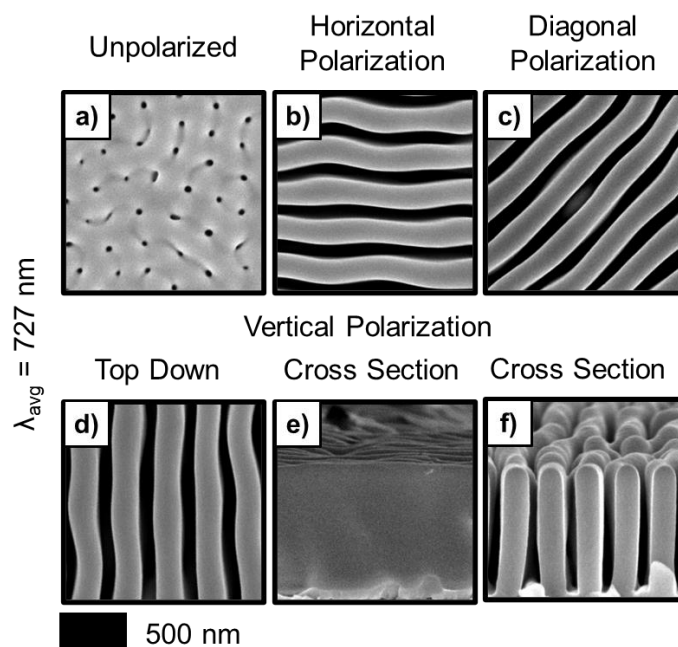 Unpolarized
Horizontal
Polarization
Diagonal
Polarization
a)
b)
c)
λavg = 727 nm
Vertical Polarization
Top Down
Cross Section
Cross Section
d)
e)
f)
500 nm